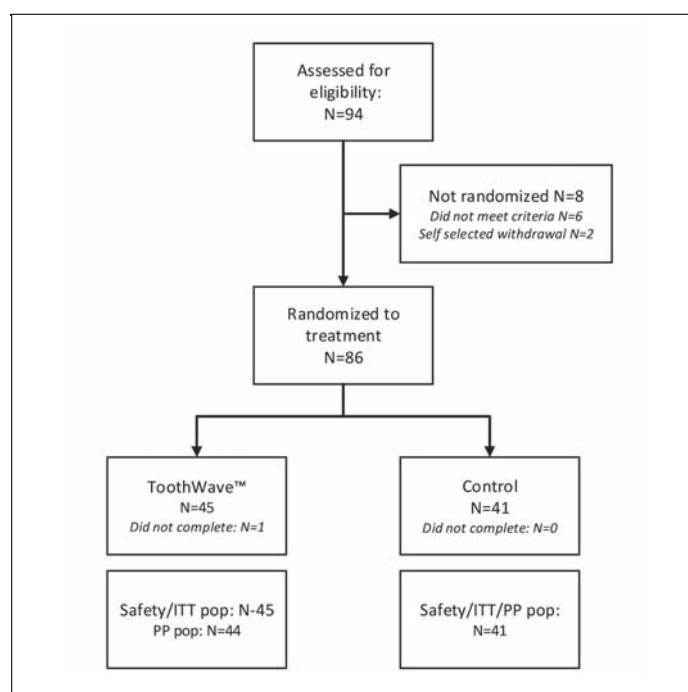 Assessed for
eligibility:
N=94
Not randomized N=8
Did not meet criteria N=6
Self selected withdrawal N=2
Randomized to
treatment
N=86
ToothWave™
N=45
Did not complete: N=1
Control
N=41
Did not complete: N=0
Safety/ITT pop: N-45
PP pop: N=44
Safety/ITT/PP pop:
N=41